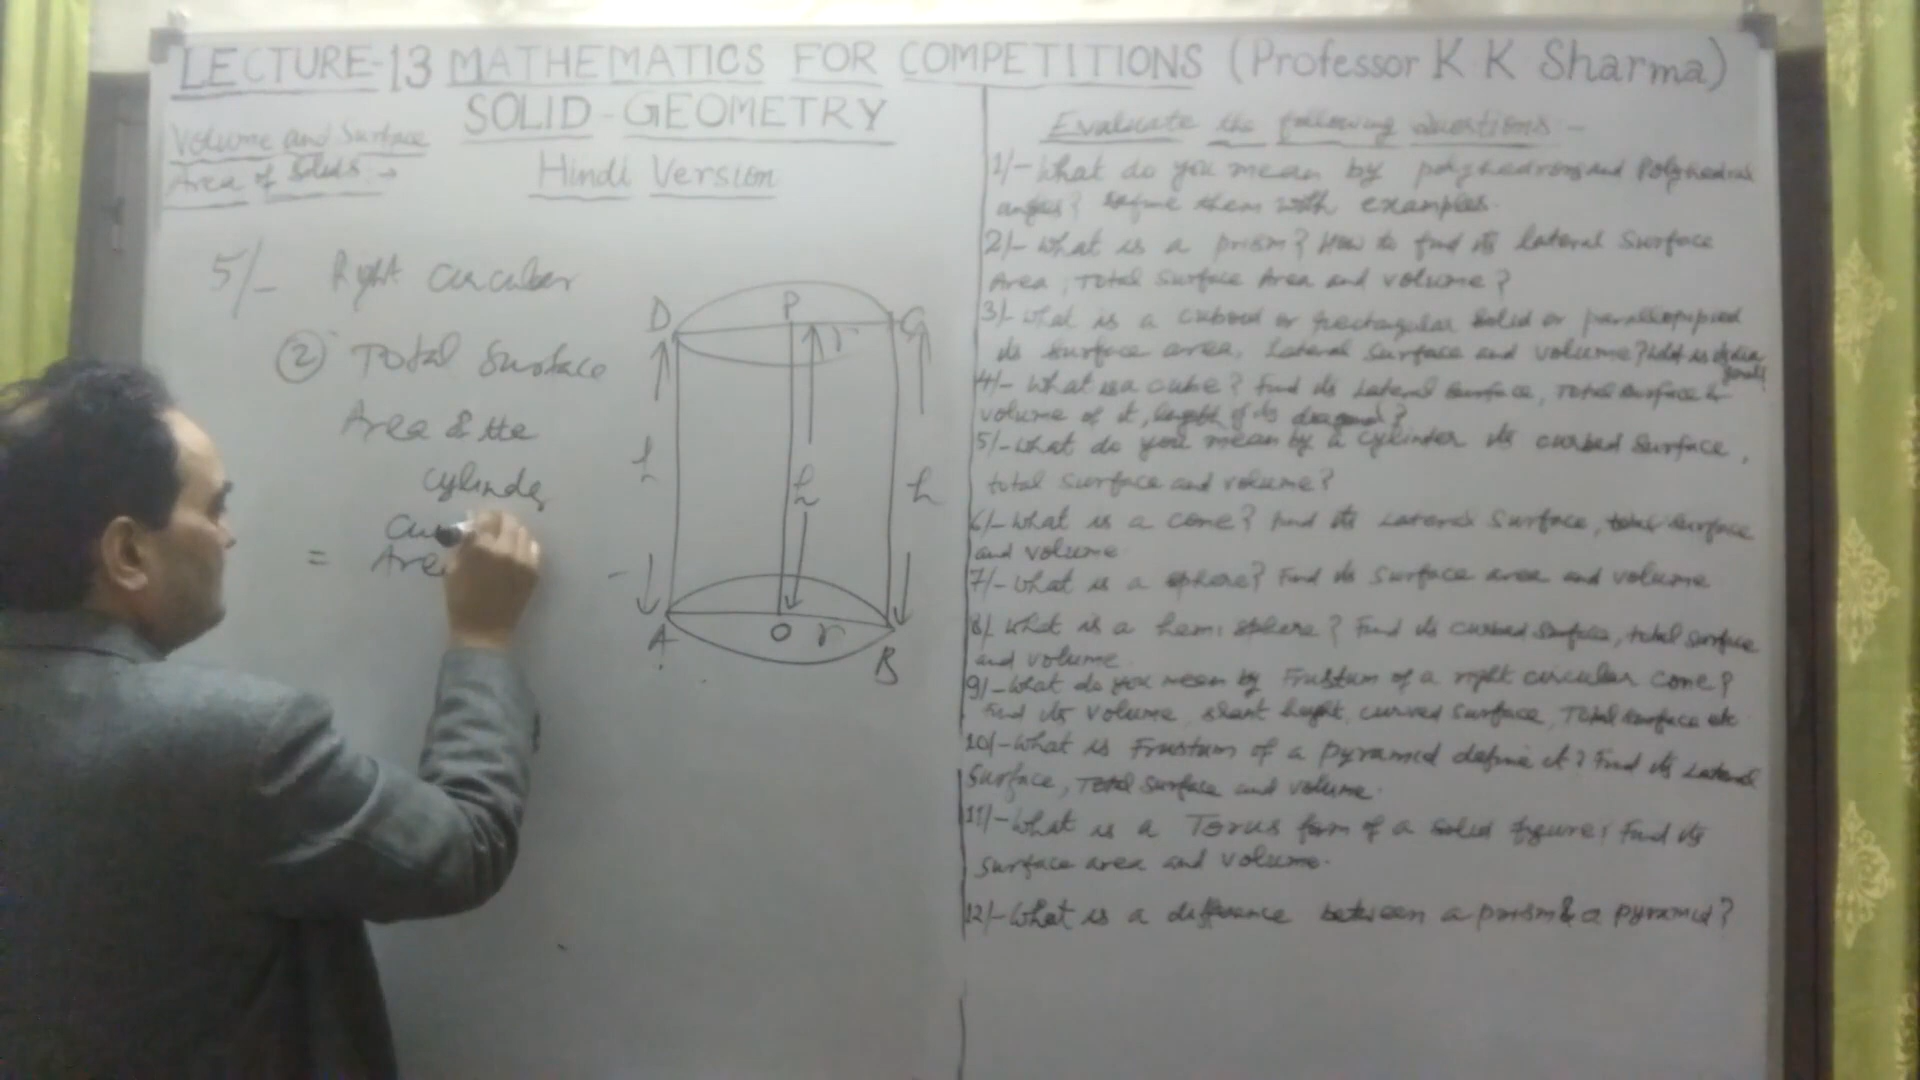 LECTURE-13 MATHEMATICS FOR COMPETITIONS (Professor K K Sharma)
SOLID-GEOMETRY
Volume and Surface
Area of Solids:→
Hindi Version
5/- Right circular
② Total Surface
Area & the
cylinder
=
Area
D P C
r
h h h
A O r B
Evaluate the following Questions -
1/- What do you mean by polyhedrons and Polyhedral
angles? Define them with examples.
2/- What is a prism? How to find its lateral Surface
Area, Total Surface Area and volume?
3/- What is a cuboid or rectangular solid or
its surface area, Lateral Surface and volume?
4/- What is a cube? Find its Lateral Surface, Total Surface &
volume of it, length of its diagonal?
5/- What do you mean by a cylinder its curbed Surface,
total surface and volume?
6/- What is a cone? Find its Lateral Surface, total surface
and volume
7/- What is a sphere? Find its Surface area and volume
8/- What is a hemi sphere? Find its curbed Surface, total surface
and volume.
9/- What do you mean by Frustum of a right circular cone?
Find its Volume, slant hight, curved surface, Total surface etc
10/- What is Frustum of a pyramid define it? Find its Lateral
Surface, Total Surface and volume.
11/- What is a Torus form of a solid figure? Find its
surface area and volume.
12/- What is a difference between a prism & a pyramid?